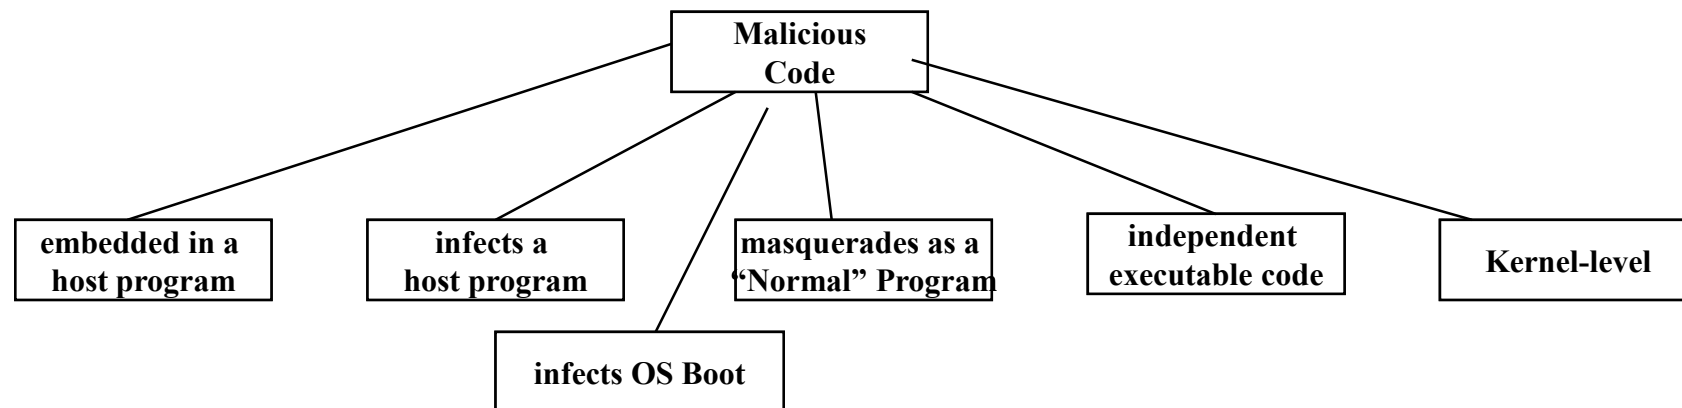 Malicious
Code
embedded in a
host program
infects a
host program
masquerades as a
“Normal” Program
independent
executable code
Kernel-level
infects OS Boot